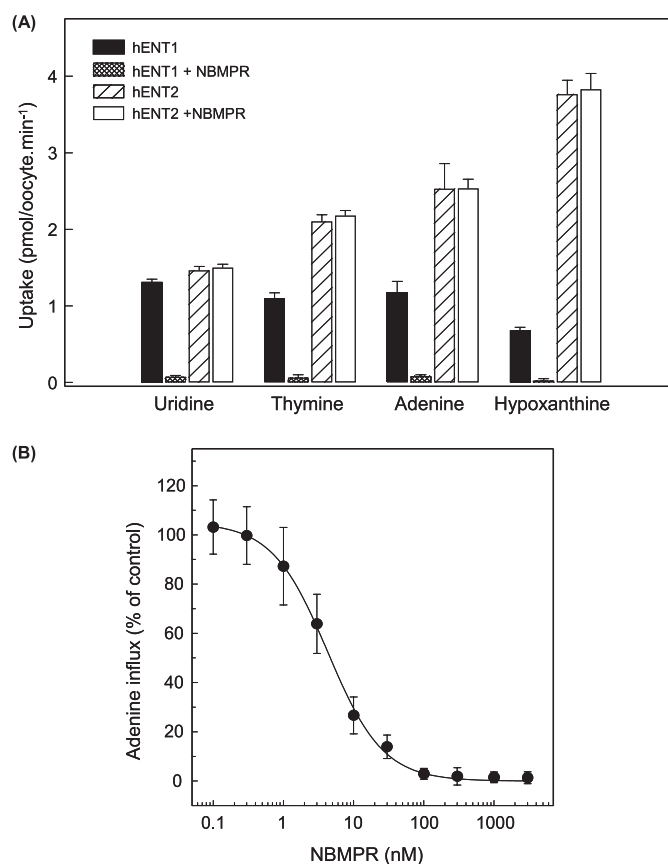 (A)
hENT1
hENT1 + NBMPR
hENT2
hENT2 +NBMPR
Uptake (pmol/oocyte.min⁻¹)
4
3
2
1
0
Uridine Thymine Adenine Hypoxanthine
(B)
Adenine influx (% of control)
120
100
80
60
40
20
0
0.1 1 10 100 1000
NBMPR (nM)